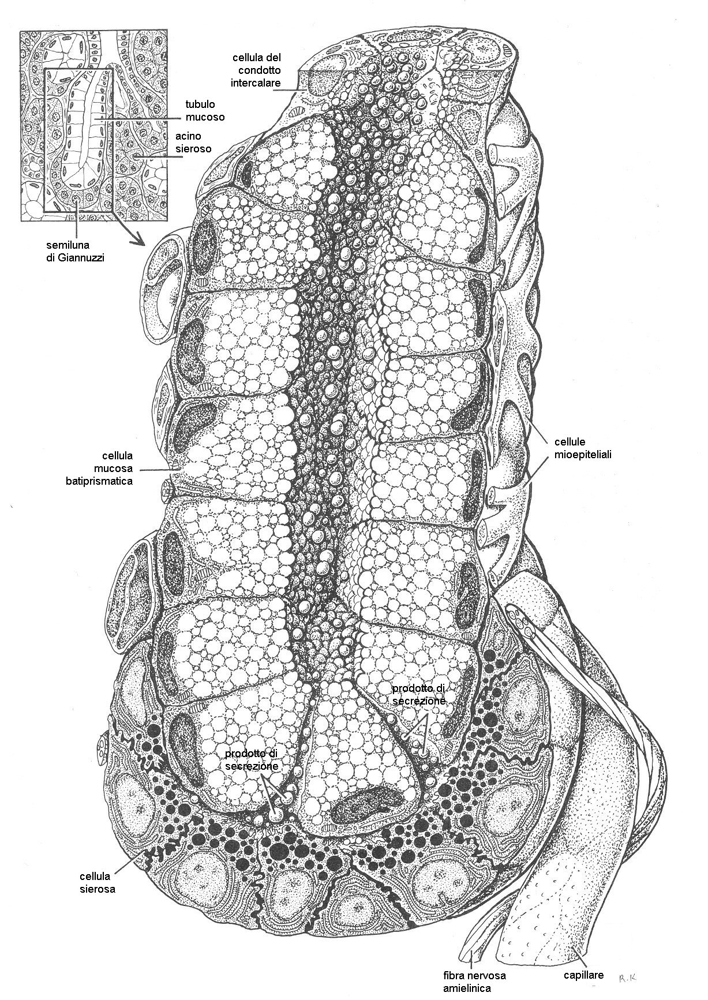 cellula del
condotto
intercalare
tubulo
mucoso
acino
sieroso
semiluna
di Giannuzzi
cellule
mioepiteliali
cellula
mucosa
batiprismatica
prodotto di
secrezione
prodotto di
secrezione
cellula
sierosa
fibra nervosa
amielinica
capillare
R.K